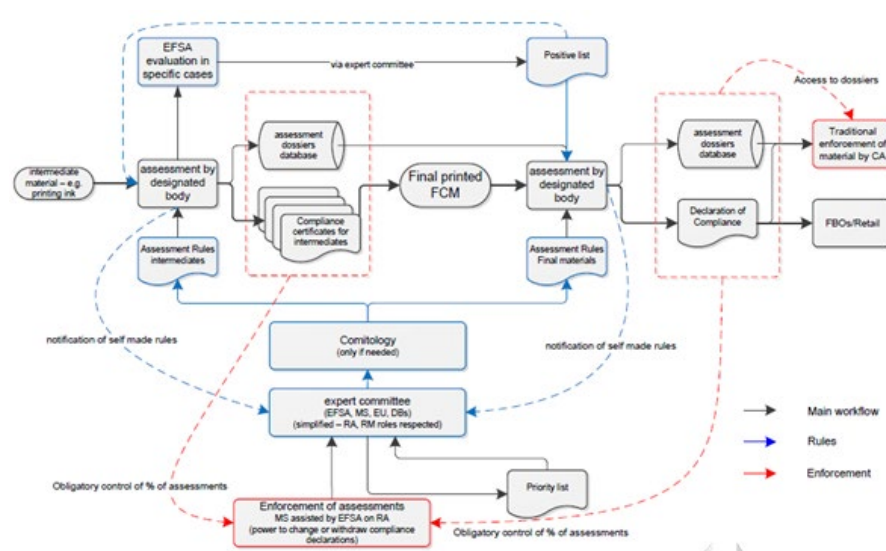 EFSA
evaluation in
specific cases
via expert committee
Positive list
Access to dossiers
intermediate
material – e.g.
printing ink
assessment by
designated
body
assessment
dossiers
database
Compliance
certificates for
intermediates
Final printed
FCM
assessment by
designated
body
assessment
dossiers
database
Declaration of
Compliance
Traditional
enforcement of
material by CA
FBOs/Retail
Assessment Rules
intermediates
Assessment Rules
Final materials
notification of self made rules
Comitology
(only if needed)
notification of self made rules
expert committee
(EFSA, MS, EU, DBs)
(simplified – RA, RM roles respected)
Main workflow
Rules
Enforcement
Obligatory control of % of assessments
Priority list
Enforcement of assessments
MS assisted by EFSA on RA
(power to change or withdraw compliance
declarations)
Obligatory control of % of assessments